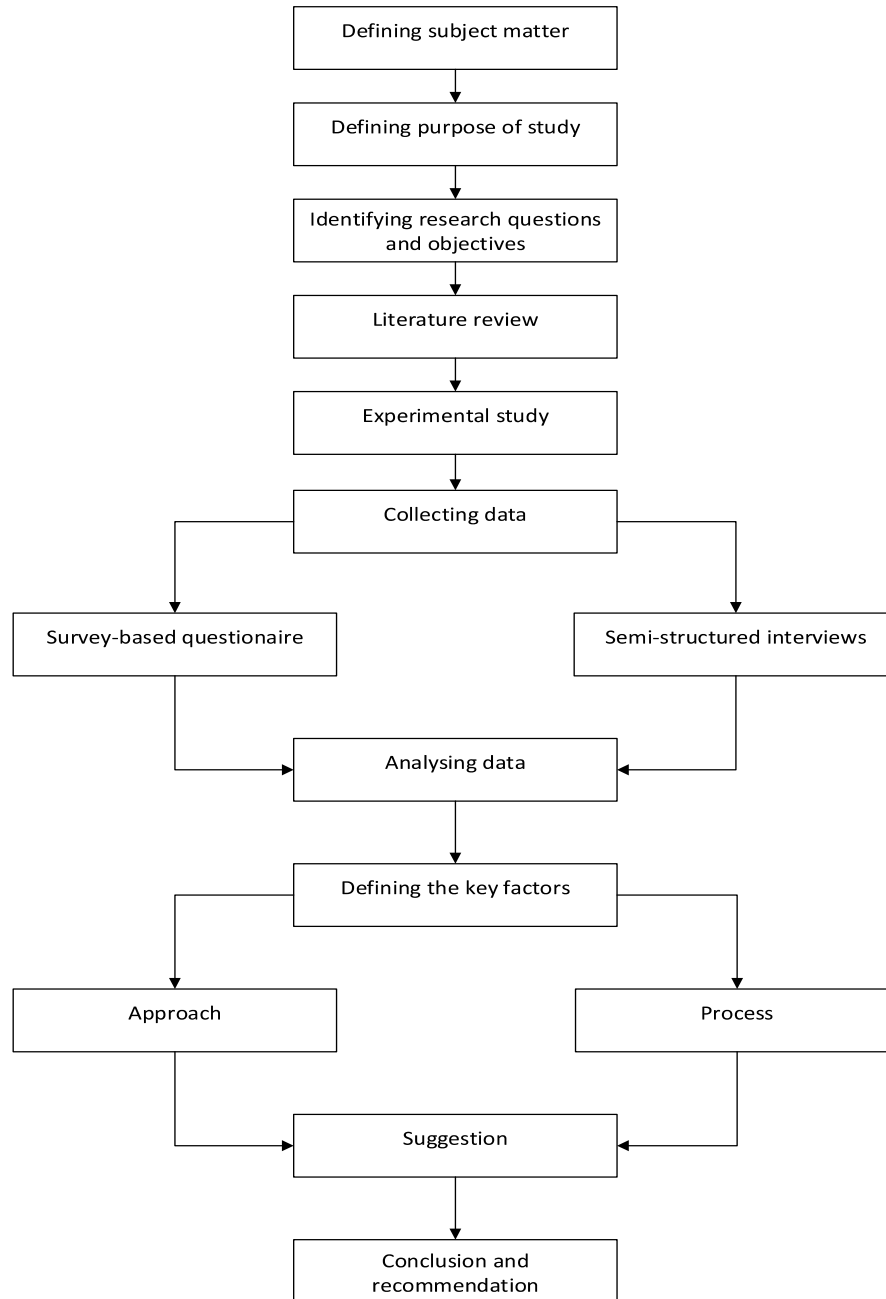 Defining subject matter
Defining purpose of study
Identifying research questions
and objectives
Literature review
Experimental study
Collecting data
Survey-based questionaire
Semi-structured interviews
Analysing data
Defining the key factors
Approach
Process
Suggestion
Conclusion and
recommendation